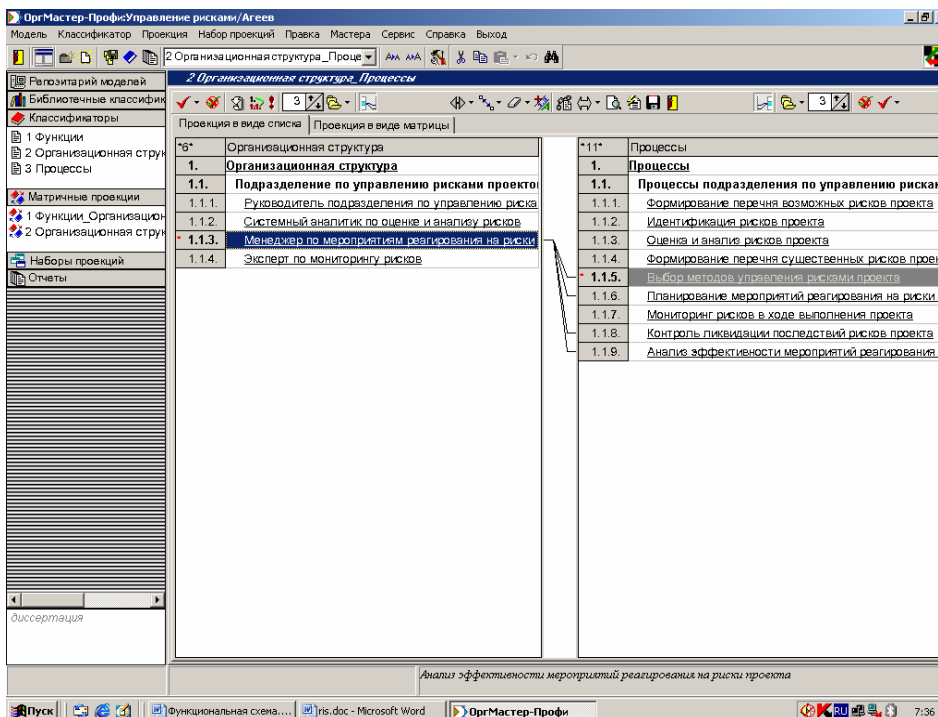 ОргМастер-Профи:Управление рисками/Агеев
Модель Классификатор Проекция Набор проекций Правка Мастера Сервис Справка Выход
2 Организационная структура_Проце
Репозитарий моделей
Библиотечные классифик
Классификаторы
1 Функции
2 Организационная струк
3 Процессы
Матричные проекции
1 Функции_Организацион
2 Организационная струк
Наборы проекций
Отчеты
диссертация
2 Организационная структура_Процессы
3
3
Проекция в виде списка Проекция в виде матрицы
*6* Организационная структура
1. Организационная структура
1.1. Подразделение по управлению рисками проектов
1.1.1. Руководитель подразделения по управлению риска
1.1.2. Системный аналитик по оценке и анализу рисков
* 1.1.3. Менеджер по мероприятиям реагирования на риски
1.1.4. Эксперт по мониторингу рисков
*11* Процессы
1. Процессы
1.1. Процессы подразделения по управлению рискам
1.1.1. Формирование перечня возможных рисков проекта
1.1.2. Идентификация рисков проекта
1.1.3. Оценка и анализ рисков проекта
1.1.4. Формирование перечня существенных рисков проек
* 1.1.5. Выбор методов управления рисками проекта
1.1.6. Планирование мероприятий реагирования на риски
1.1.7. Мониторинг рисков в ходе выполнения проекта
1.1.8. Контроль ликвидации последствий рисков проекта
1.1.9. Анализ эффективности мероприятий реагирования
Анализ эффективности мероприятий реагирования на риски проекта
Пуск Функциональная схема.... ris.doc - Microsoft Word ОргМастер-Профи RU 7:36